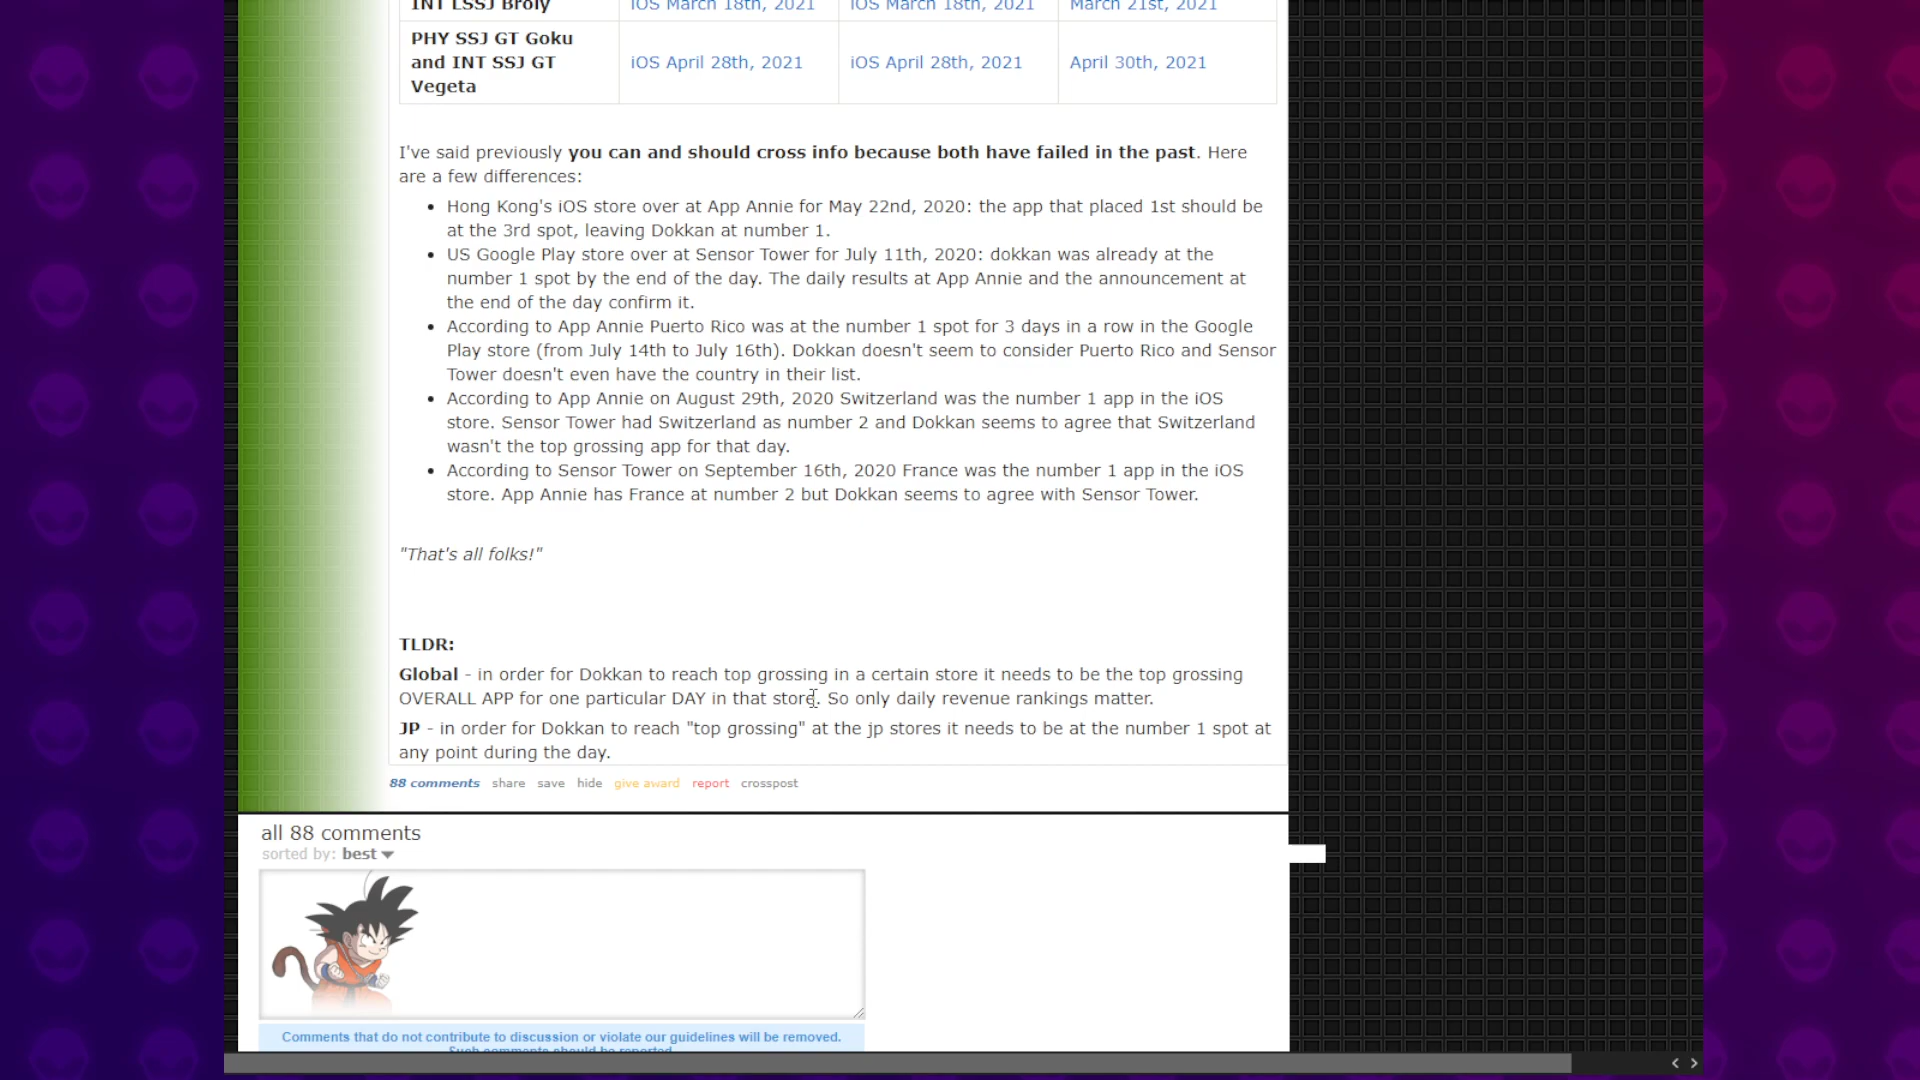 INT LSSJ Broly iOS March 18th, 2021 iOS March 18th, 2021 March 21st, 2021
PHY SSJ GT Goku
and INT SSJ GT iOS April 28th, 2021 iOS April 28th, 2021 April 30th, 2021
Vegeta
I've said previously you can and should cross info because both have failed in the past. Here
are a few differences:
• Hong Kong's iOS store over at App Annie for May 22nd, 2020: the app that placed 1st should be
at the 3rd spot, leaving Dokkan at number 1.
• US Google Play store over at Sensor Tower for July 11th, 2020: dokkan was already at the
number 1 spot by the end of the day. The daily results at App Annie and the announcement at
the end of the day confirm it.
• According to App Annie Puerto Rico was at the number 1 spot for 3 days in a row in the Google
Play store (from July 14th to July 16th). Dokkan doesn't seem to consider Puerto Rico and Sensor
Tower doesn't even have the country in their list.
• According to App Annie on August 29th, 2020 Switzerland was the number 1 app in the iOS
store. Sensor Tower had Switzerland as number 2 and Dokkan seems to agree that Switzerland
wasn't the top grossing app for that day.
• According to Sensor Tower on September 16th, 2020 France was the number 1 app in the iOS
store. App Annie has France at number 2 but Dokkan seems to agree with Sensor Tower.
"That's all folks!"
TLDR:
Global - in order for Dokkan to reach top grossing in a certain store it needs to be the top grossing
OVERALL APP for one particular DAY in that store. So only daily revenue rankings matter.
JP - in order for Dokkan to reach "top grossing" at the jp stores it needs to be at the number 1 spot at
any point during the day.
88 comments share save hide give award report crosspost
all 88 comments
sorted by: best
Comments that do not contribute to discussion or violate our guidelines will be removed.
Such comments should be reported.